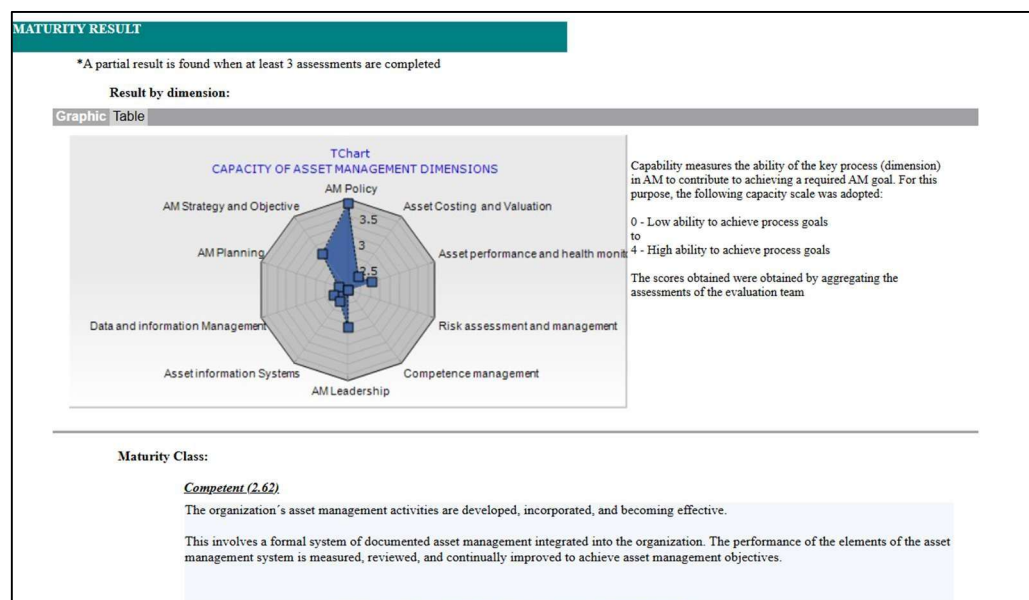 MATURITY RESULT
*A partial result is found when at least 3 assessments are completed
Result by dimension:
Graphic Table
TChart
CAPACITY OF ASSET MANAGEMENT DIMENSIONS
AM Policy
AM Strategy and Objective
Asset Costing and Valuation
3.5
AM Planning
3
Asset performance and health monit
2.5
Data and information Management
Risk assessment and management
Asset information Systems
Competence management
AM Leadership
Capability measures the ability of the key process (dimension)
in AM to contribute to achieving a required AM goal. For this
purpose, the following capacity scale was adopted:
0 - Low ability to achieve process goals
to
4 - High ability to achieve process goals
The scores obtained were obtained by aggregating the
assessments of the evaluation team
Maturity Class:
Competent (2.62)
The organization´s asset management activities are developed, incorporated, and becoming effective.
This involves a formal system of documented asset management integrated into the organization. The performance of the elements of the asset
management system is measured, reviewed, and continually improved to achieve asset management objectives.